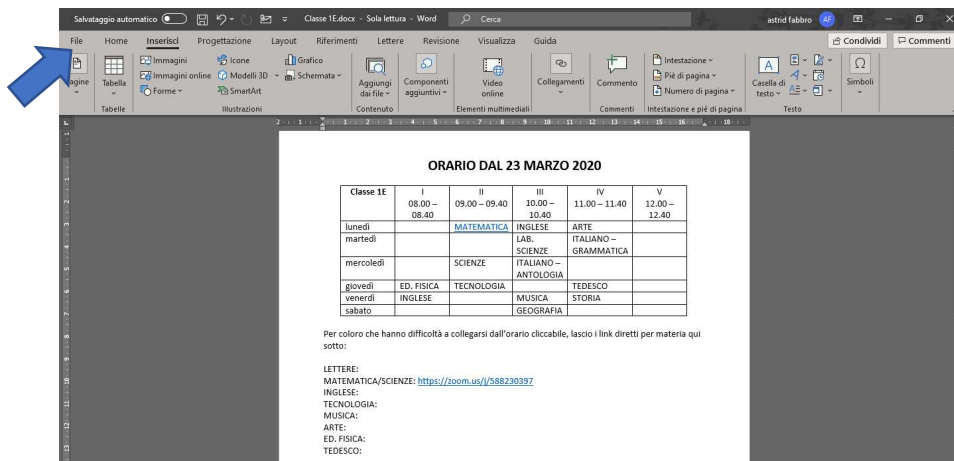 Salvataggio automatico
Classe 1E.docx - Sola lettura - Word
Cerca
astrid fabbro AF
File Home Inserisci Progettazione Layout Riferimenti Lettere Revisione Visualizza Guida
Condividi Commenti
Tabella
Immagini
Immagini online
Forme
Icone
Modelli 3D
SmartArt
Grafico
Schermata
Aggiungi dai file
Componenti aggiuntivi
Video online
Collegamenti
Commento
Intestazione
Piè di pagina
Numero di pagina
Casella di testo
Simboli
Tabelle Illustrazioni Contenuto Elementi multimediali Commenti Intestazione e piè di pagina Testo
ORARIO DAL 23 MARZO 2020
Classe 1E I II III IV V
08.00 – 08.40 09.00 – 09.40 10.00 – 10.40 11.00 – 11.40 12.00 – 12.40
lunedì MATEMATICA INGLESE ARTE
martedì LAB. SCIENZE ITALIANO – GRAMMATICA
mercoledì SCIENZE ITALIANO – ANTOLOGIA
giovedì ED. FISICA TECNOLOGIA TEDESCO
venerdì INGLESE MUSICA STORIA
sabato GEOGRAFIA
Per coloro che hanno difficoltà a collegarsi dall'orario cliccabile, lascio i link diretti per materia qui
sotto:
LETTERE:
MATEMATICA/SCIENZE: https://zoom.us/j/588230397
INGLESE:
TECNOLOGIA:
MUSICA:
ARTE:
ED. FISICA:
TEDESCO: